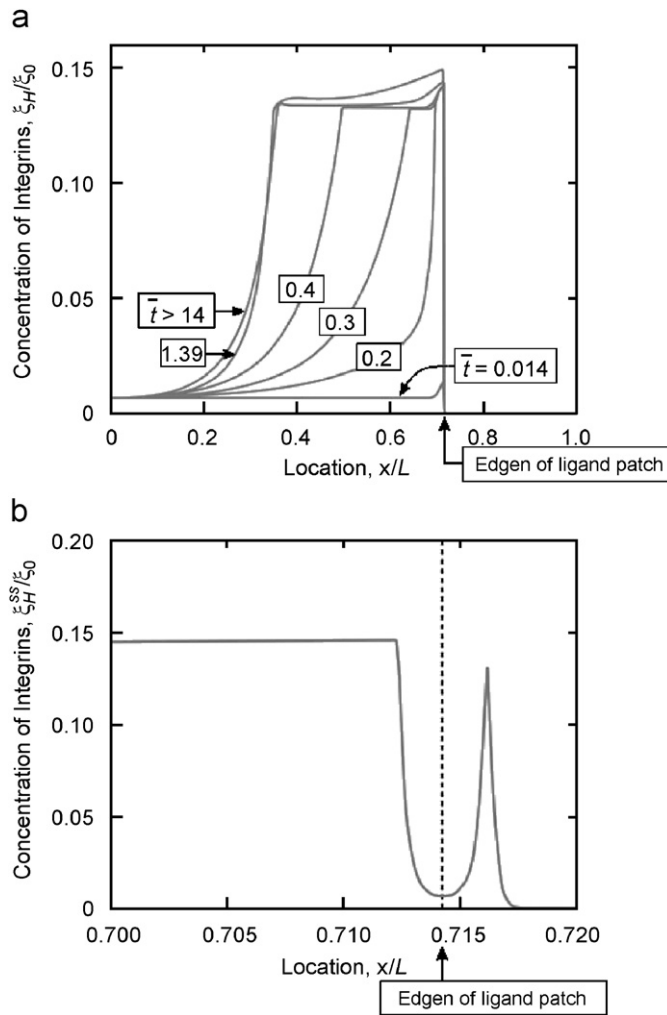 a
0.15
0.10
0.05
0
Concentration of Integrins, ξH/ξ0
t̄ > 14
1.39
0.4
0.3
0.2
t̄ = 0.014
0 0.2 0.4 0.6 0.8 1.0
Location, x/L
Edgen of ligand patch
b
0.20
0.15
0.10
0.05
0
Concentration of Integrins, ξH^ss/ξ0
0.700 0.705 0.710 0.715 0.720
Location, x/L
Edgen of ligand patch